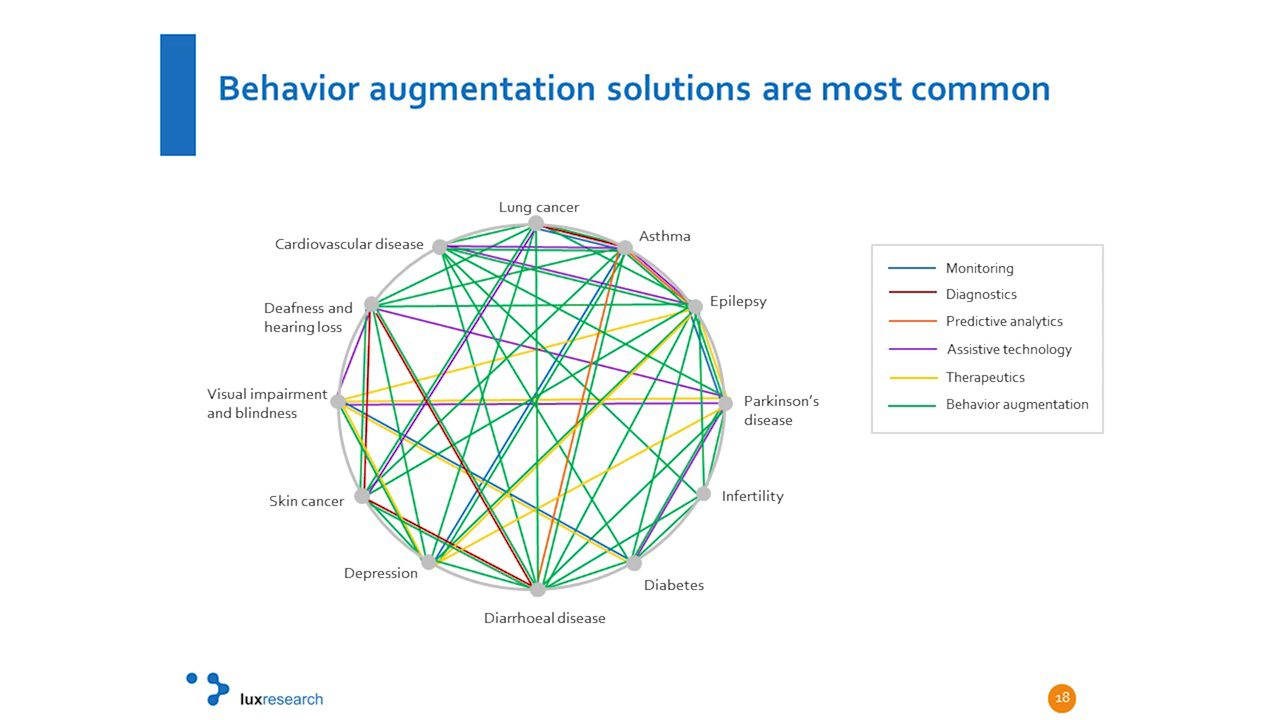 Behavior augmentation solutions are most common
Lung cancer
Cardiovascular disease
Asthma
Deafness and
hearing loss
Epilepsy
Visual impairment
and blindness
Parkinson's
disease
Skin cancer
Infertility
Depression
Diabetes
Diarrhoeal disease
Monitoring
Diagnostics
Predictive analytics
Assistive technology
Therapeutics
Behavior augmentation
luxresearch
18